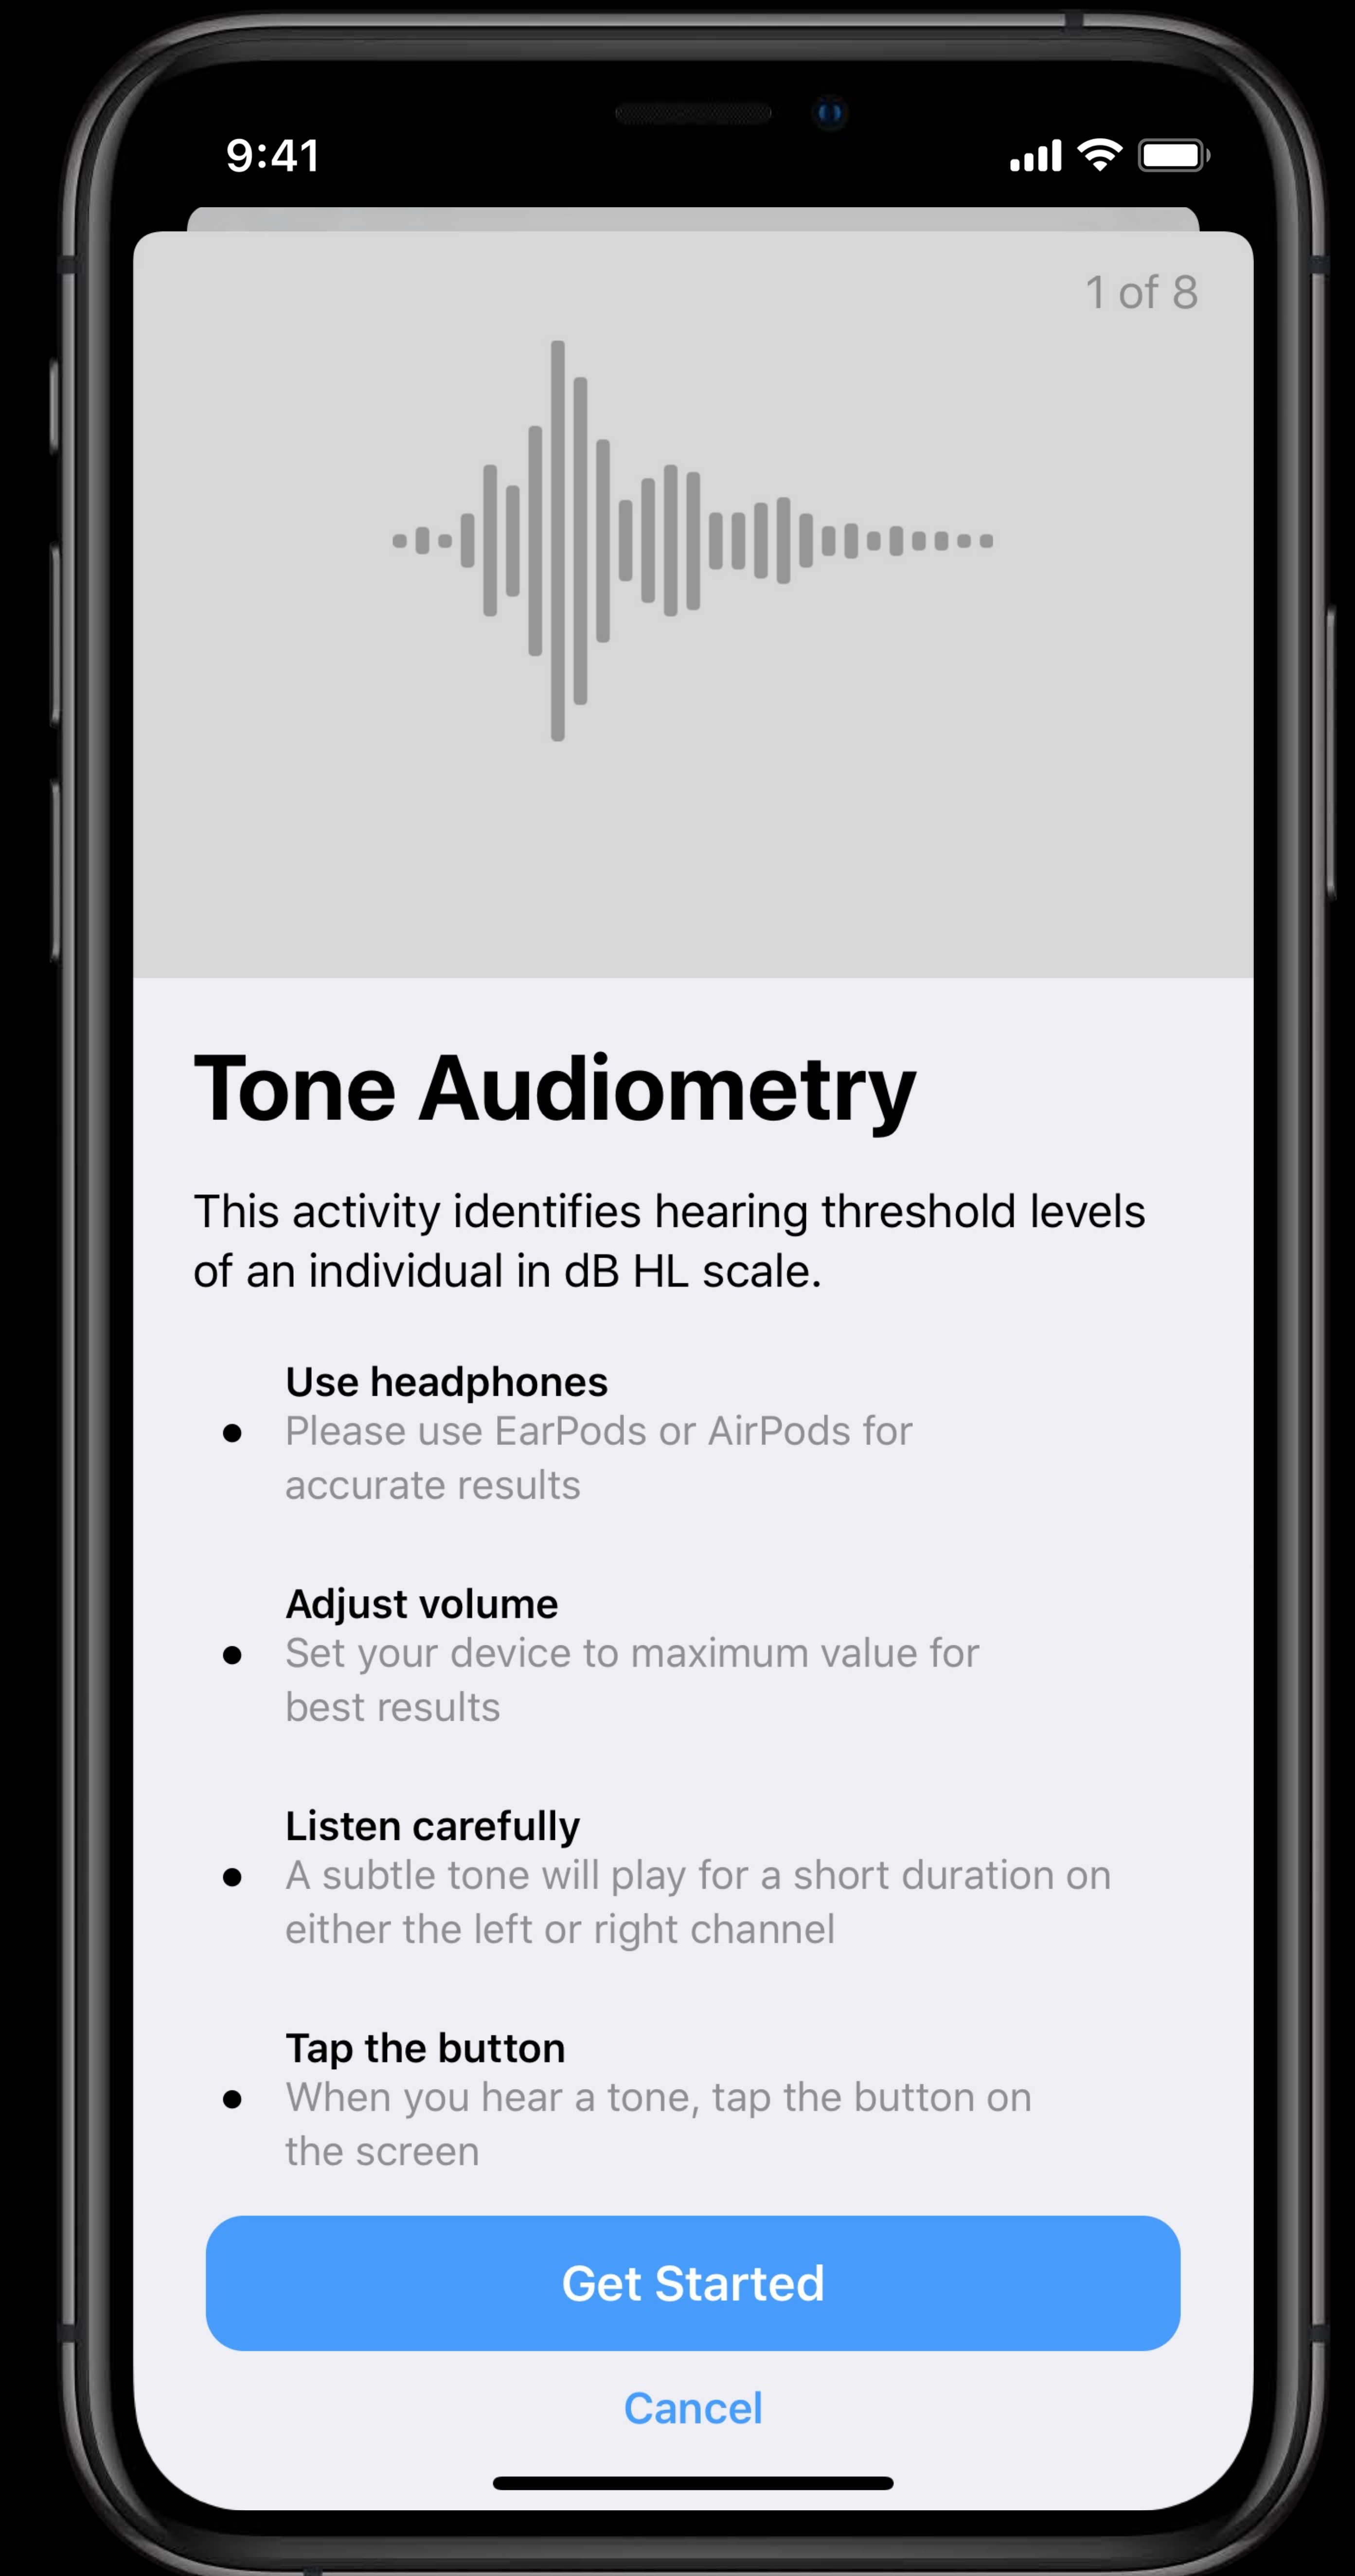 9:41
1 of 8
Tone Audiometry
This activity identifies hearing threshold levels
of an individual in dB HL scale.
Use headphones
Please use EarPods or AirPods for
accurate results
Adjust volume
Set your device to maximum value for
best results
Listen carefully
A subtle tone will play for a short duration on
either the left or right channel
Tap the button
When you hear a tone, tap the button on
the screen
Get Started
Cancel